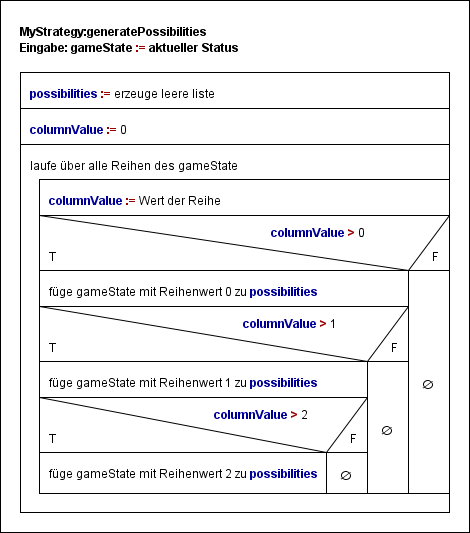 MyStrategy:generatePossibilities
Eingabe: gameState := aktueller Status
possibilities := erzeuge leere liste
columnValue := 0
laufe über alle Reihen des gameState
columnValue := Wert der Reihe
columnValue > 0
T F
füge gameState mit Reihenwert 0 zu possibilities
columnValue > 1
T F
füge gameState mit Reihenwert 1 zu possibilities
∅
columnValue > 2
T F
∅
füge gameState mit Reihenwert 2 zu possibilities ∅